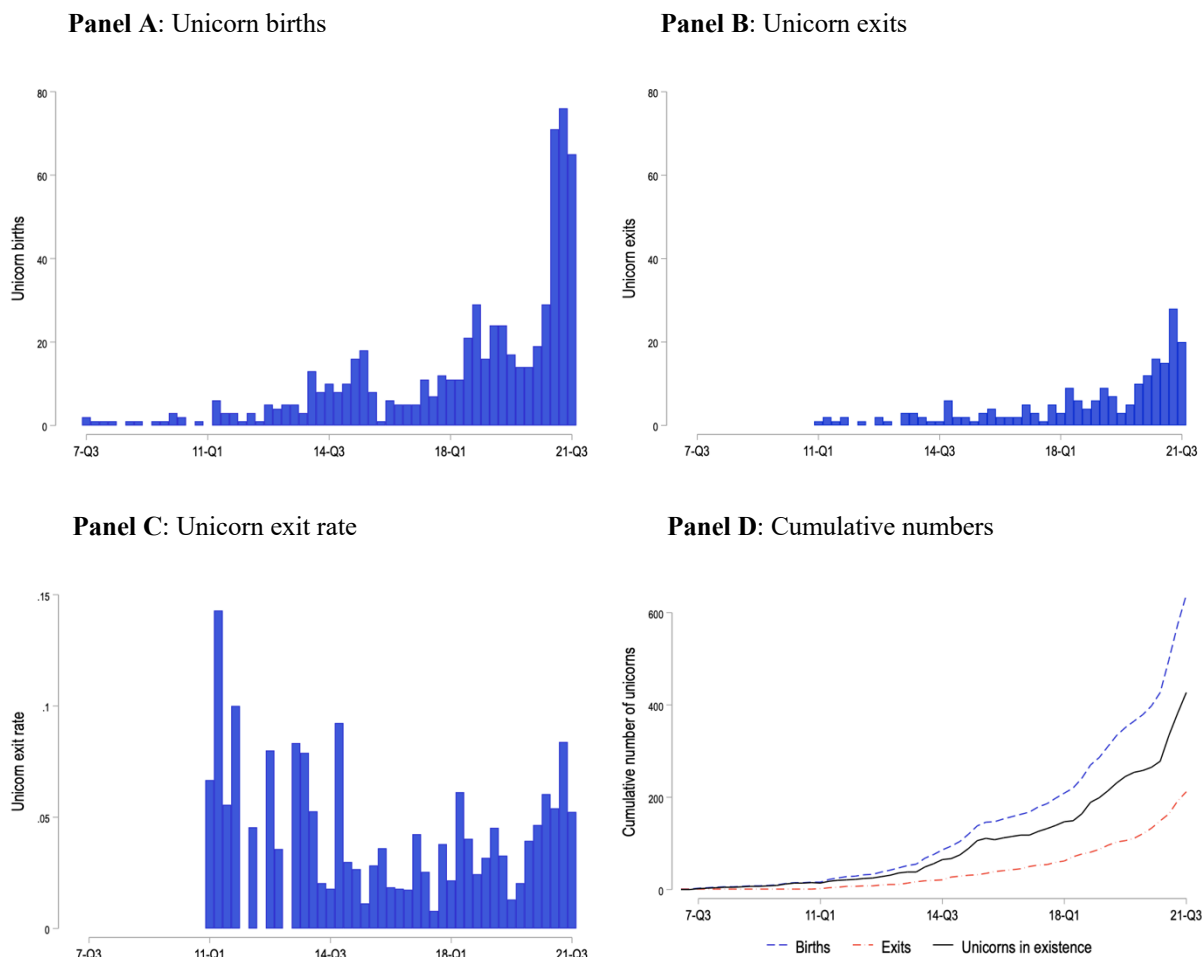 Panel A: Unicorn births
Panel B: Unicorn exits
80
60
40
20
0
Unicorn births
7-Q3 11-Q1 14-Q3 18-Q1 21-Q3
80
60
40
20
0
Unicorn exits
7-Q3 11-Q1 14-Q3 18-Q1 21-Q3
Panel C: Unicorn exit rate
Panel D: Cumulative numbers
.15
.1
.05
0
Unicorn exit rate
7-Q3 11-Q1 14-Q3 18-Q1 21-Q3
600
400
200
0
Cumulative number of unicorns
7-Q3 11-Q1 14-Q3 18-Q1 21-Q3
Births Exits Unicorns in existence